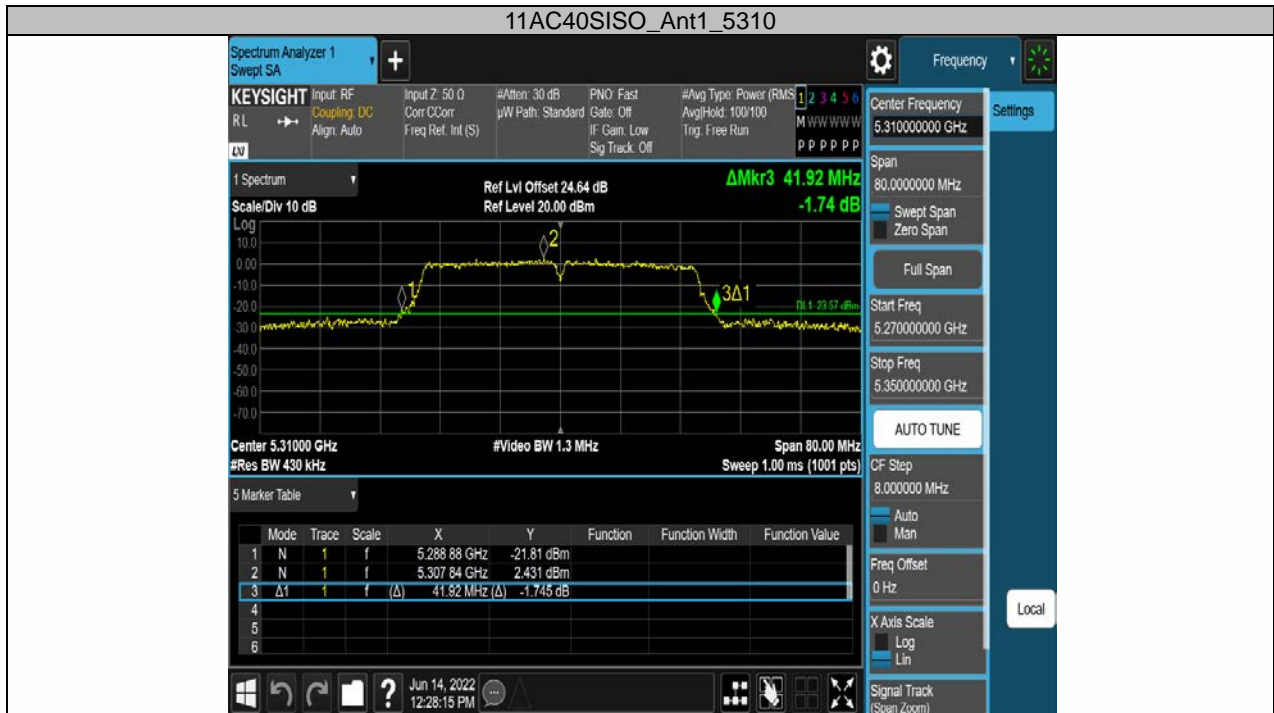 11AC40SISO_Ant1_5310
Spectrum Analyzer 1
Swept SA
+
Frequency
KEYSIGHT
RL
LXI
Input: RF
Coupling: DC
Align: Auto
Input Z: 50 Ω
Corr CCorr
Freq Ref: Int (S)
#Atten: 30 dB
µW Path: Standard
PNO: Fast
Gate: Off
IF Gain: Low
Sig Track: Off
#Avg Type: Power (RMS
Avg|Hold: 100/100
Trig: Free Run
1 2 3 4 5 6
M W W W W W
P P P P P P
1 Spectrum
Scale/Div 10 dB
Ref Lvl Offset 24.64 dB
Ref Level 20.00 dBm
ΔMkr3 41.92 MHz
-1.74 dB
Log
10.0
0.00
-10.0
-20.0
-30.0
-40.0
-50.0
-60.0
-70.0
1
2
3Δ1
DL1 -23.57 dBm
Center 5.31000 GHz
#Res BW 430 kHz
#Video BW 1.3 MHz
Span 80.00 MHz
Sweep 1.00 ms (1001 pts)
5 Marker Table
Mode Trace Scale X Y Function Function Width Function Value
1 N 1 f 5.288 88 GHz -21.81 dBm
2 N 1 f 5.307 84 GHz 2.431 dBm
3 Δ1 1 f (Δ) 41.92 MHz (Δ) -1.745 dB
4
5
6
?
Jun 14, 2022
12:28:15 PM
Center Frequency
5.310000000 GHz
Span
80.0000000 MHz
Swept Span
Zero Span
Full Span
Start Freq
5.270000000 GHz
Stop Freq
5.350000000 GHz
AUTO TUNE
CF Step
8.000000 MHz
Auto
Man
Freq Offset
0 Hz
X Axis Scale
Log
Lin
Signal Track
(Span Zoom)
Settings
Local